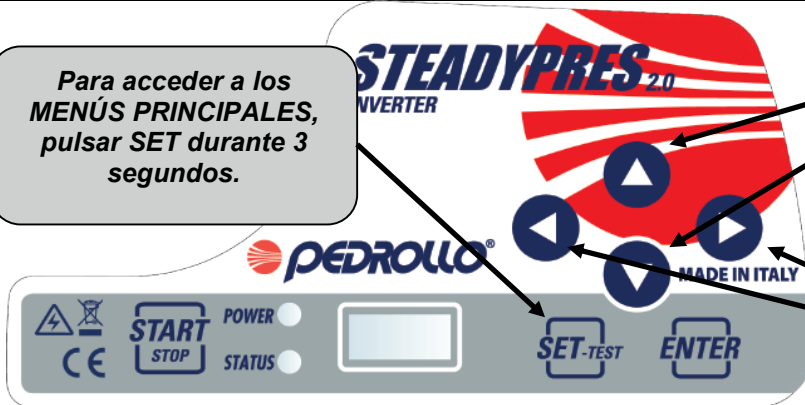 Para acceder a los
MENÚS PRINCIPALES,
pulsar SET durante 3
segundos.
STEADYPRES 2.0
NVERTER
PEDROLLO®
MADE IN ITALY
START
STOP
POWER
STATUS
CE
SET-TEST
ENTER